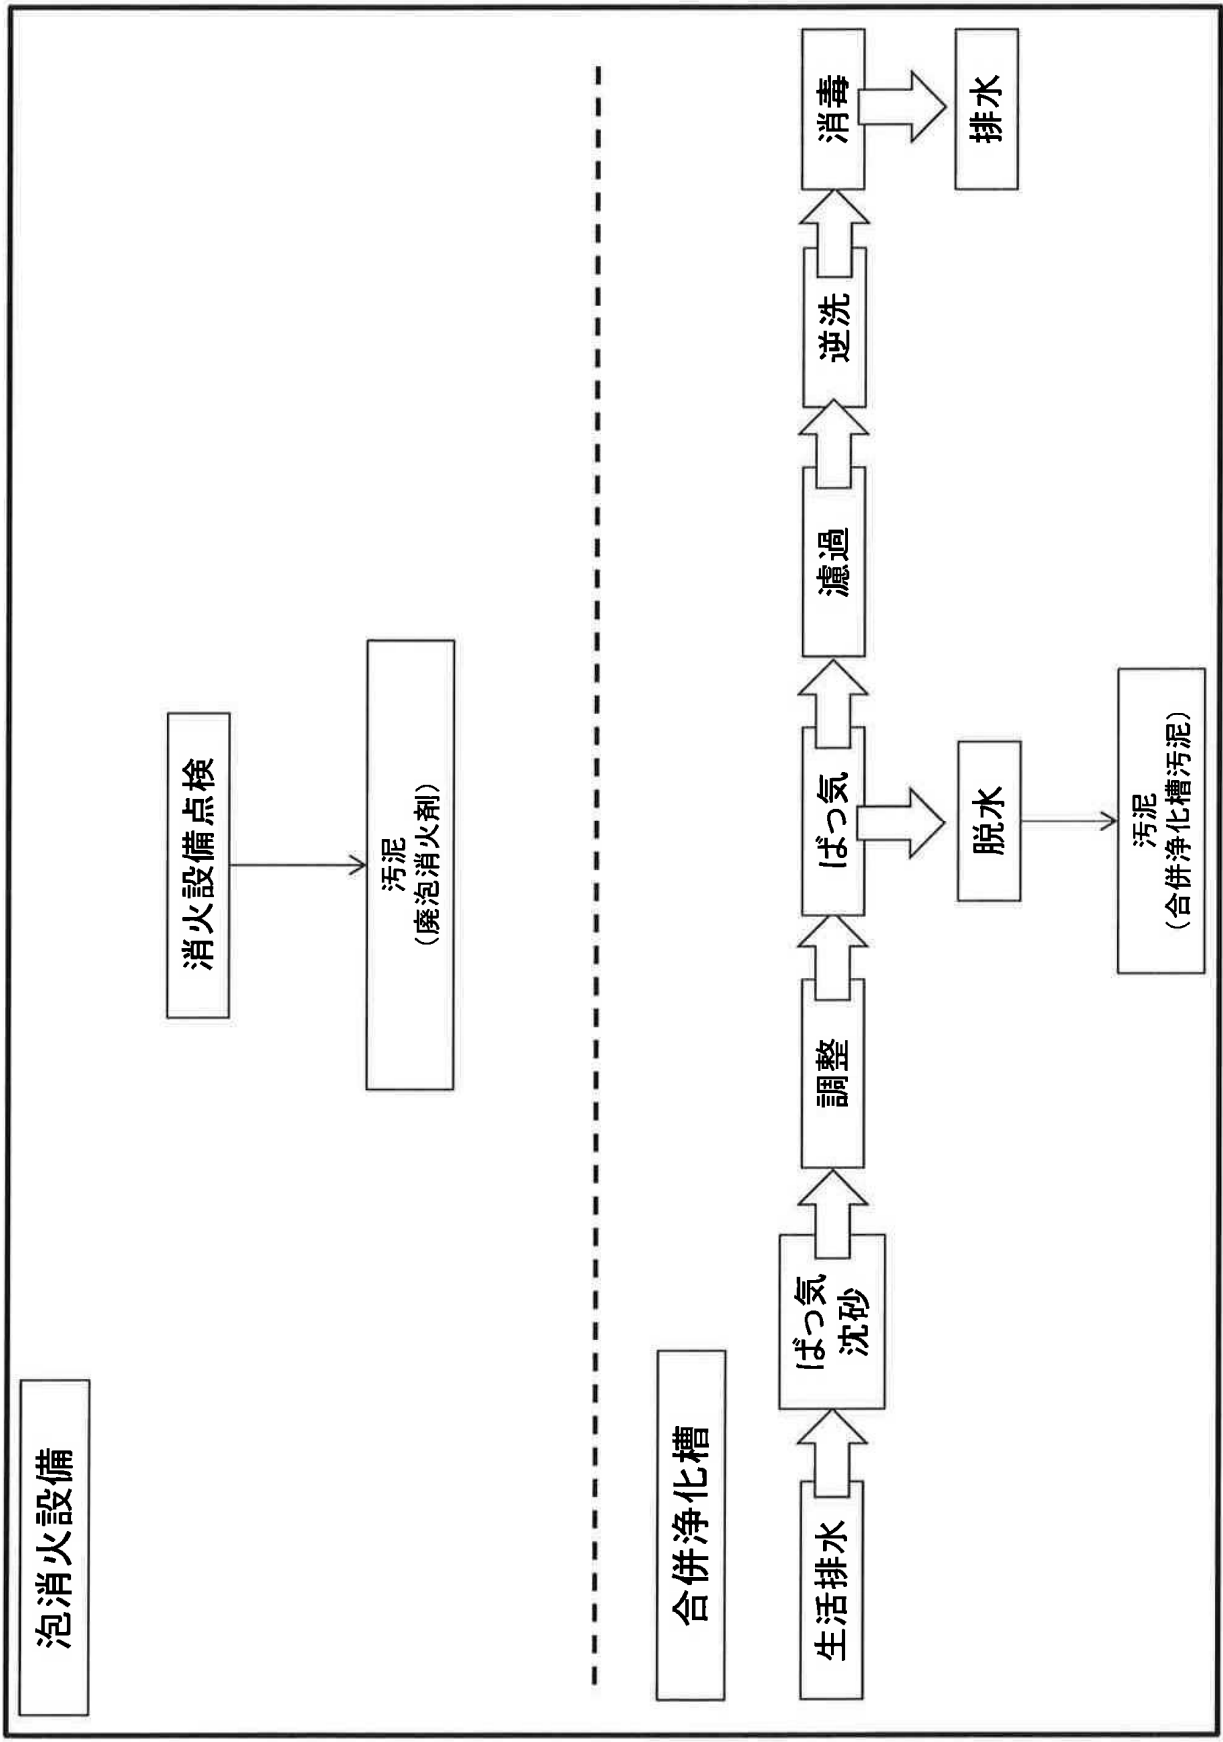 泡消火設備
消火設備点検
汚泥
（廃泡消火剤）
合併浄化槽
生活排水
ばっ気
沈砂
調整
ばっ気
濾過
逆洗
消毒
脱水
排水
汚泥
（合併浄化槽汚泥）